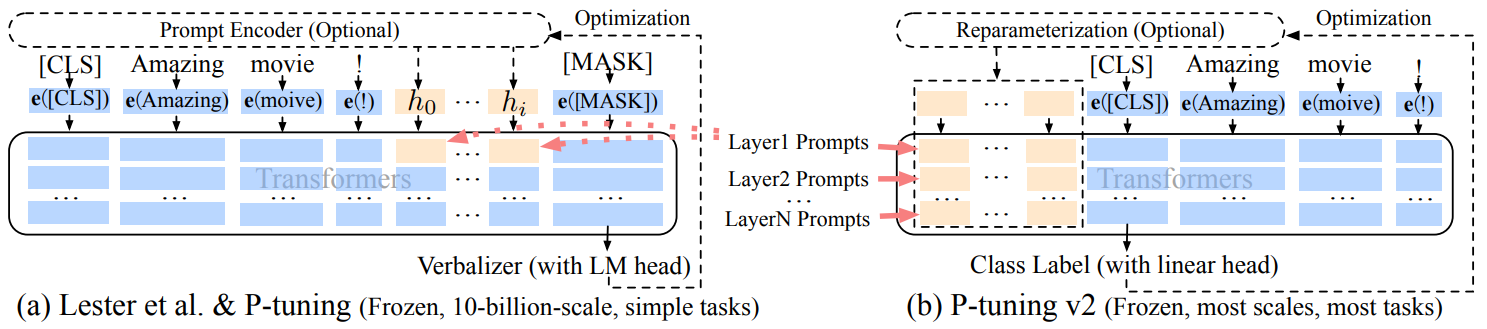 Prompt Encoder (Optional)
Optimization
[CLS] Amazing movie ! [MASK]
e([CLS]) e(Amazing) e(moive) e(!) h0 ... hi e([MASK])
...
Transformers
... ... ... ... ... ... ... ...
Verbalizer (with LM head)
(a) Lester et al. & P-tuning (Frozen, 10-billion-scale, simple tasks)
Layer1 Prompts
Layer2 Prompts
...
LayerN Prompts
Reparameterization (Optional)
Optimization
[CLS] Amazing movie !
... e([CLS]) e(Amazing) e(moive) e(!)
...
...
Transformers
... ... ... ... ... ...
...
Class Label (with linear head)
(b) P-tuning v2 (Frozen, most scales, most tasks)